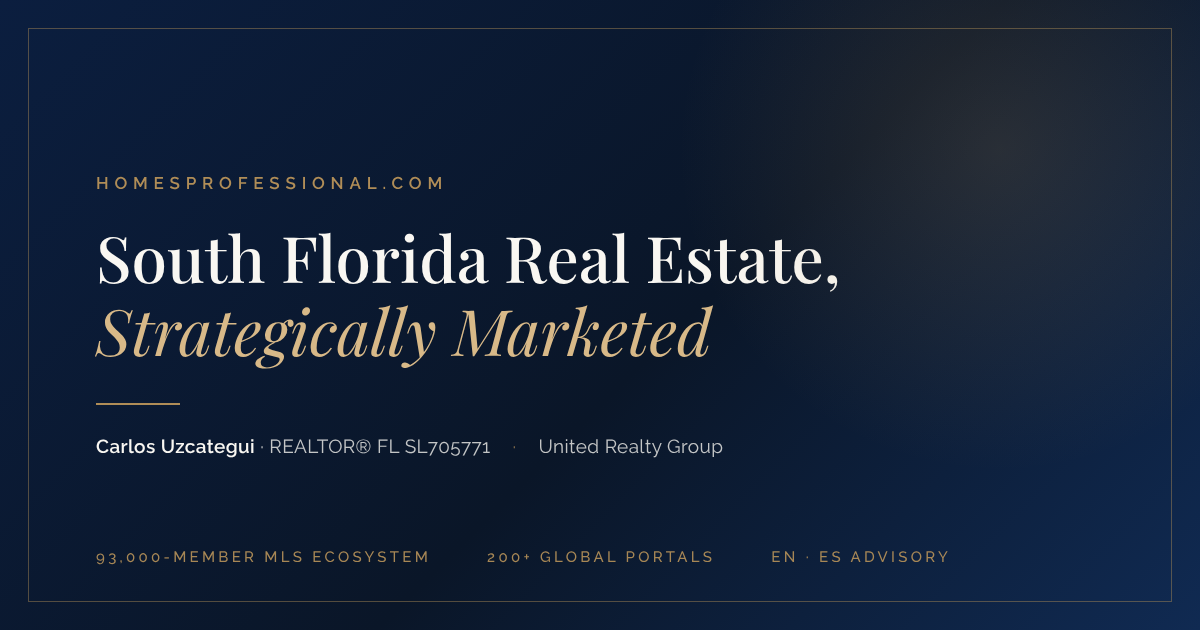 HOMESPROFESSIONAL.COM
South Florida Real Estate,
Strategically Marketed
Carlos Uzcategui · REALTOR® FL SL705771 · United Realty Group
93,000-MEMBER MLS ECOSYSTEM 200+ GLOBAL PORTALS EN · ES ADVISORY